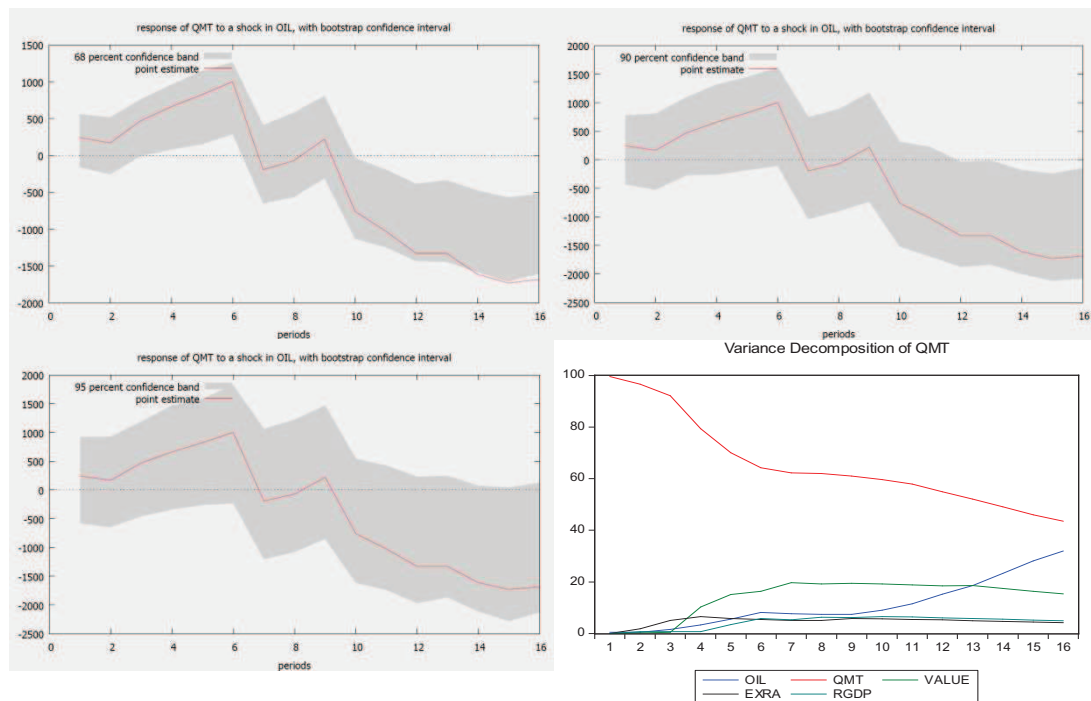 response of QMT to a shock in OIL, with bootstrap confidence interval
68 percent confidence band
point estimate
1500
1000
500
0
-500
-1000
-1500
-2000
0 2 4 6 8 10 12 14 16
periods
response of QMT to a shock in OIL, with bootstrap confidence interval
90 percent confidence band
point estimate
2000
1500
1000
500
0
-500
-1000
-1500
-2000
-2500
0 2 4 6 8 10 12 14 16
periods
response of QMT to a shock in OIL, with bootstrap confidence interval
95 percent confidence band
point estimate
2000
1500
1000
500
0
-500
-1000
-1500
-2000
-2500
0 2 4 6 8 10 12 14 16
periods
Variance Decomposition of QMT
100
80
60
40
20
0
1 2 3 4 5 6 7 8 9 10 11 12 13 14 15 16
OIL QMT VALUE
EXRA RGDP